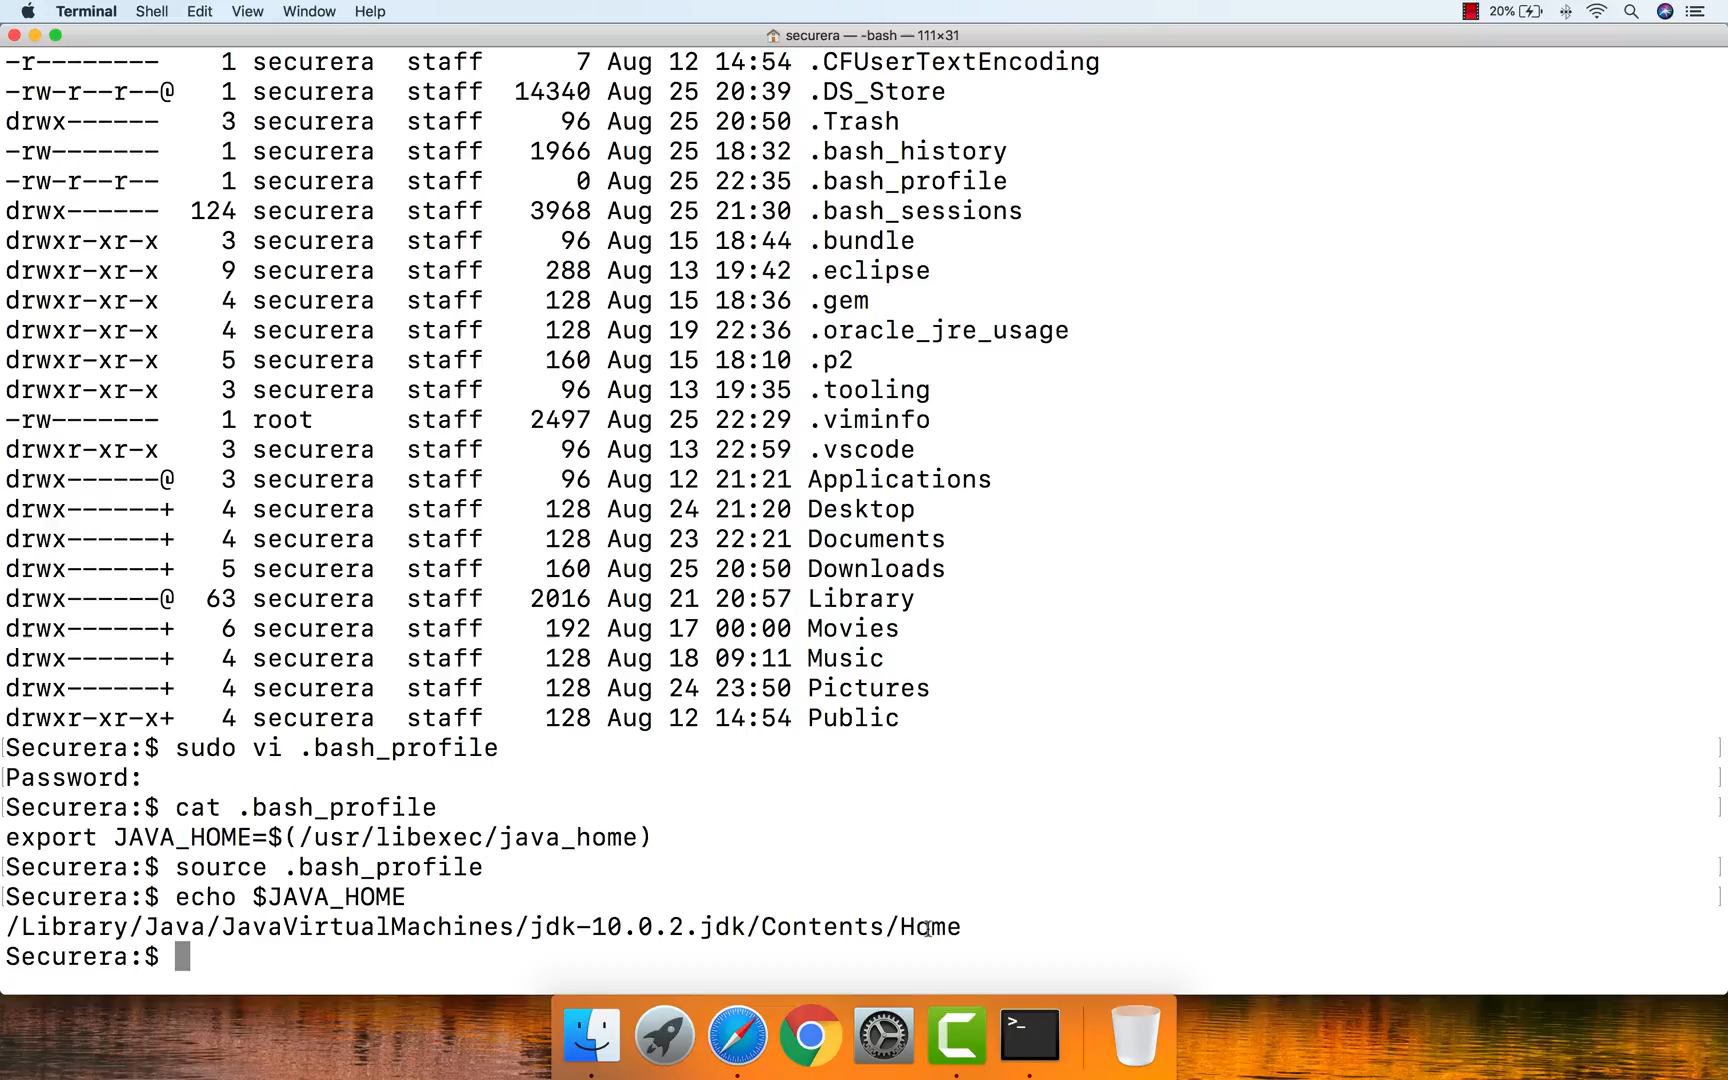 Terminal Shell Edit View Window Help 20%
securera — -bash — 111×31
-r-------- 1 securera staff 7 Aug 12 14:54 .CFUserTextEncoding
-rw-r--r--@ 1 securera staff 14340 Aug 25 20:39 .DS_Store
drwx------ 3 securera staff 96 Aug 25 20:50 .Trash
-rw------- 1 securera staff 1966 Aug 25 18:32 .bash_history
-rw-r--r-- 1 securera staff 0 Aug 25 22:35 .bash_profile
drwx------ 124 securera staff 3968 Aug 25 21:30 .bash_sessions
drwxr-xr-x 3 securera staff 96 Aug 15 18:44 .bundle
drwxr-xr-x 9 securera staff 288 Aug 13 19:42 .eclipse
drwxr-xr-x 4 securera staff 128 Aug 15 18:36 .gem
drwxr-xr-x 4 securera staff 128 Aug 19 22:36 .oracle_jre_usage
drwxr-xr-x 5 securera staff 160 Aug 15 18:10 .p2
drwxr-xr-x 3 securera staff 96 Aug 13 19:35 .tooling
-rw------- 1 root staff 2497 Aug 25 22:29 .viminfo
drwxr-xr-x 3 securera staff 96 Aug 13 22:59 .vscode
drwx------@ 3 securera staff 96 Aug 12 21:21 Applications
drwx------+ 4 securera staff 128 Aug 24 21:20 Desktop
drwx------+ 4 securera staff 128 Aug 23 22:21 Documents
drwx------+ 5 securera staff 160 Aug 25 20:50 Downloads
drwx------@ 63 securera staff 2016 Aug 21 20:57 Library
drwx------+ 6 securera staff 192 Aug 17 00:00 Movies
drwx------+ 4 securera staff 128 Aug 18 09:11 Music
drwx------+ 4 securera staff 128 Aug 24 23:50 Pictures
drwxr-xr-x+ 4 securera staff 128 Aug 12 14:54 Public
[Securera:$ sudo vi .bash_profile ]
[Password: ]
[Securera:$ cat .bash_profile ]
export JAVA_HOME=$(/usr/libexec/java_home)
[Securera:$ source .bash_profile ]
[Securera:$ echo $JAVA_HOME ]
/Library/Java/JavaVirtualMachines/jdk-10.0.2.jdk/Contents/Home
Securera:$
>_